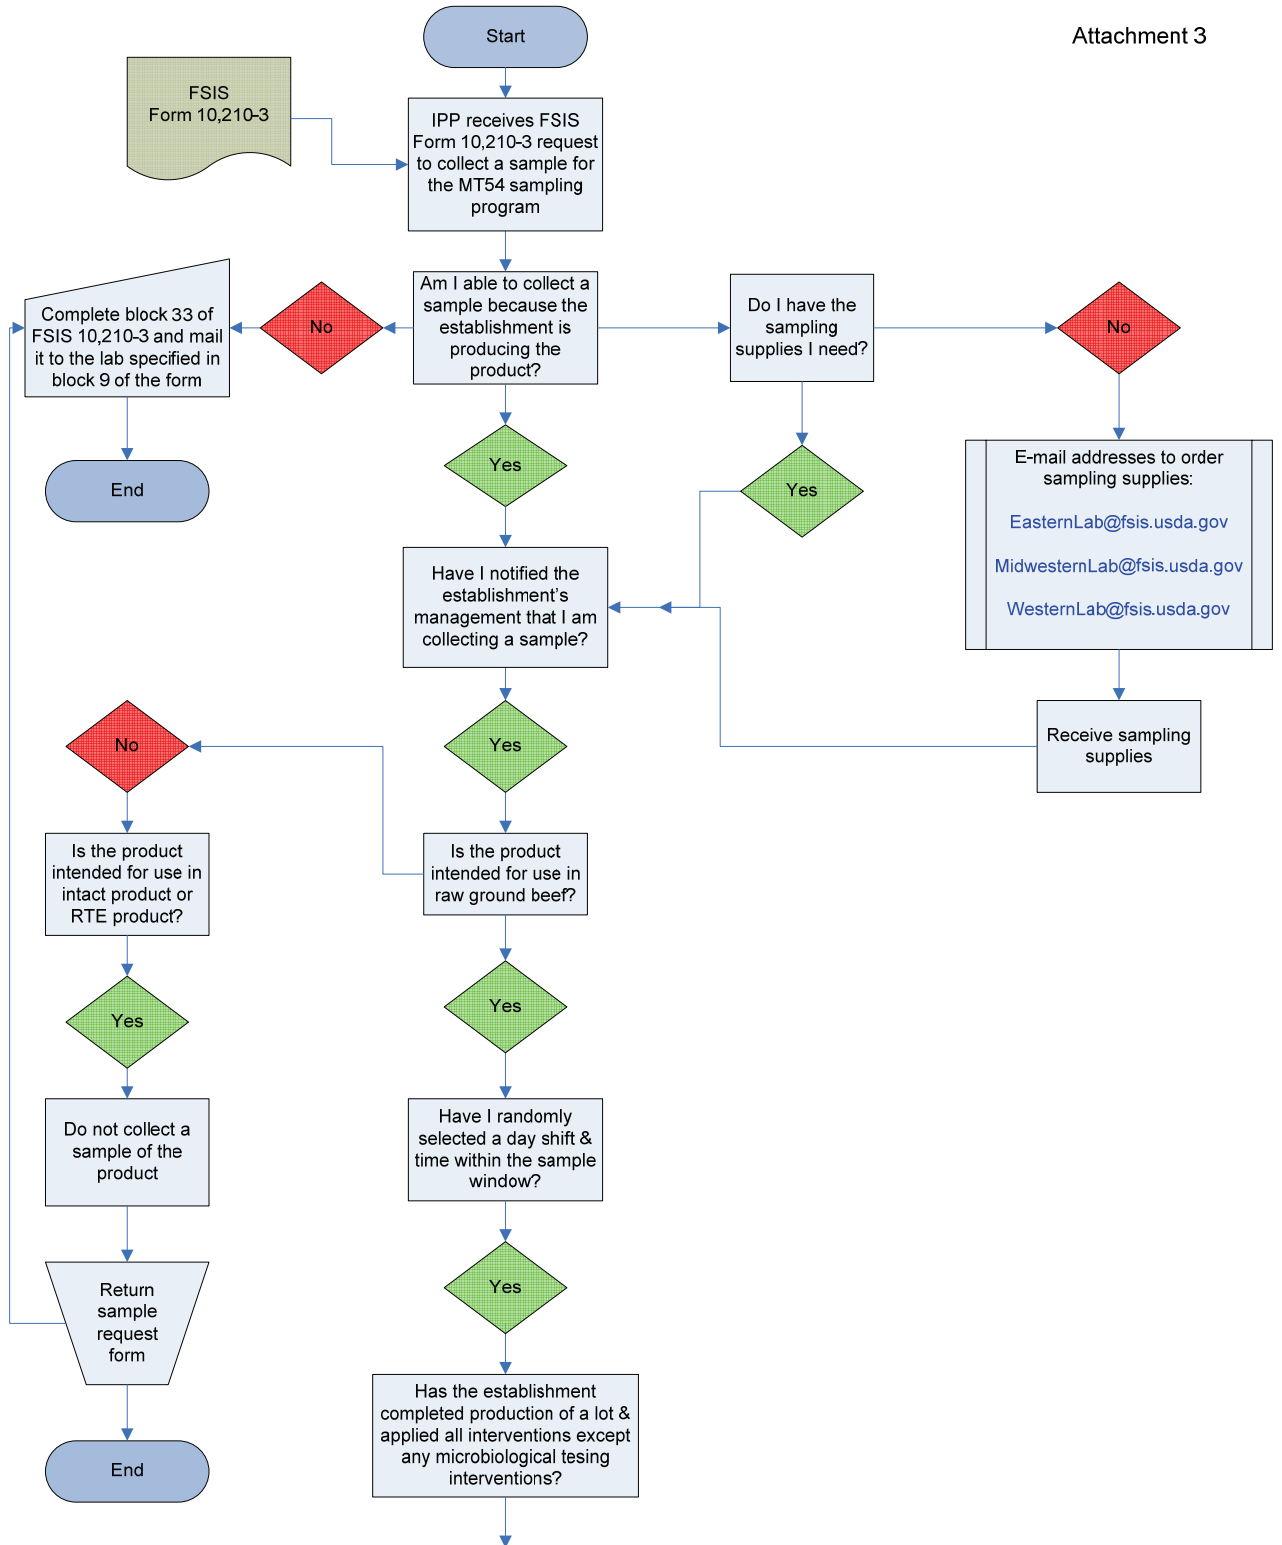 Attachment 3
Start
FSIS
Form 10,210-3
IPP receives FSIS
Form 10,210-3 request
to collect a sample for
the MT54 sampling
program
Complete block 33 of
FSIS 10,210-3 and mail
it to the lab specified in
block 9 of the form
No
Am I able to collect a
sample because the
establishment is
producing the
product?
Do I have the
sampling
supplies I need?
No
End
Yes
Yes
E-mail addresses to order
sampling supplies:
EasternLab@fsis.usda.gov
MidwesternLab@fsis.usda.gov
WesternLab@fsis.usda.gov
Have I notified the
establishment's
management that I am
collecting a sample?
No
Yes
Receive sampling
supplies
Is the product
intended for use in
intact product or
RTE product?
Is the product
intended for use in
raw ground beef?
Yes
Yes
Do not collect a
sample of the
product
Have I randomly
selected a day shift &
time within the sample
window?
Return
sample
request
form
Yes
Has the establishment
completed production of a lot &
applied all interventions except
any microbiological tesing
interventions?
End